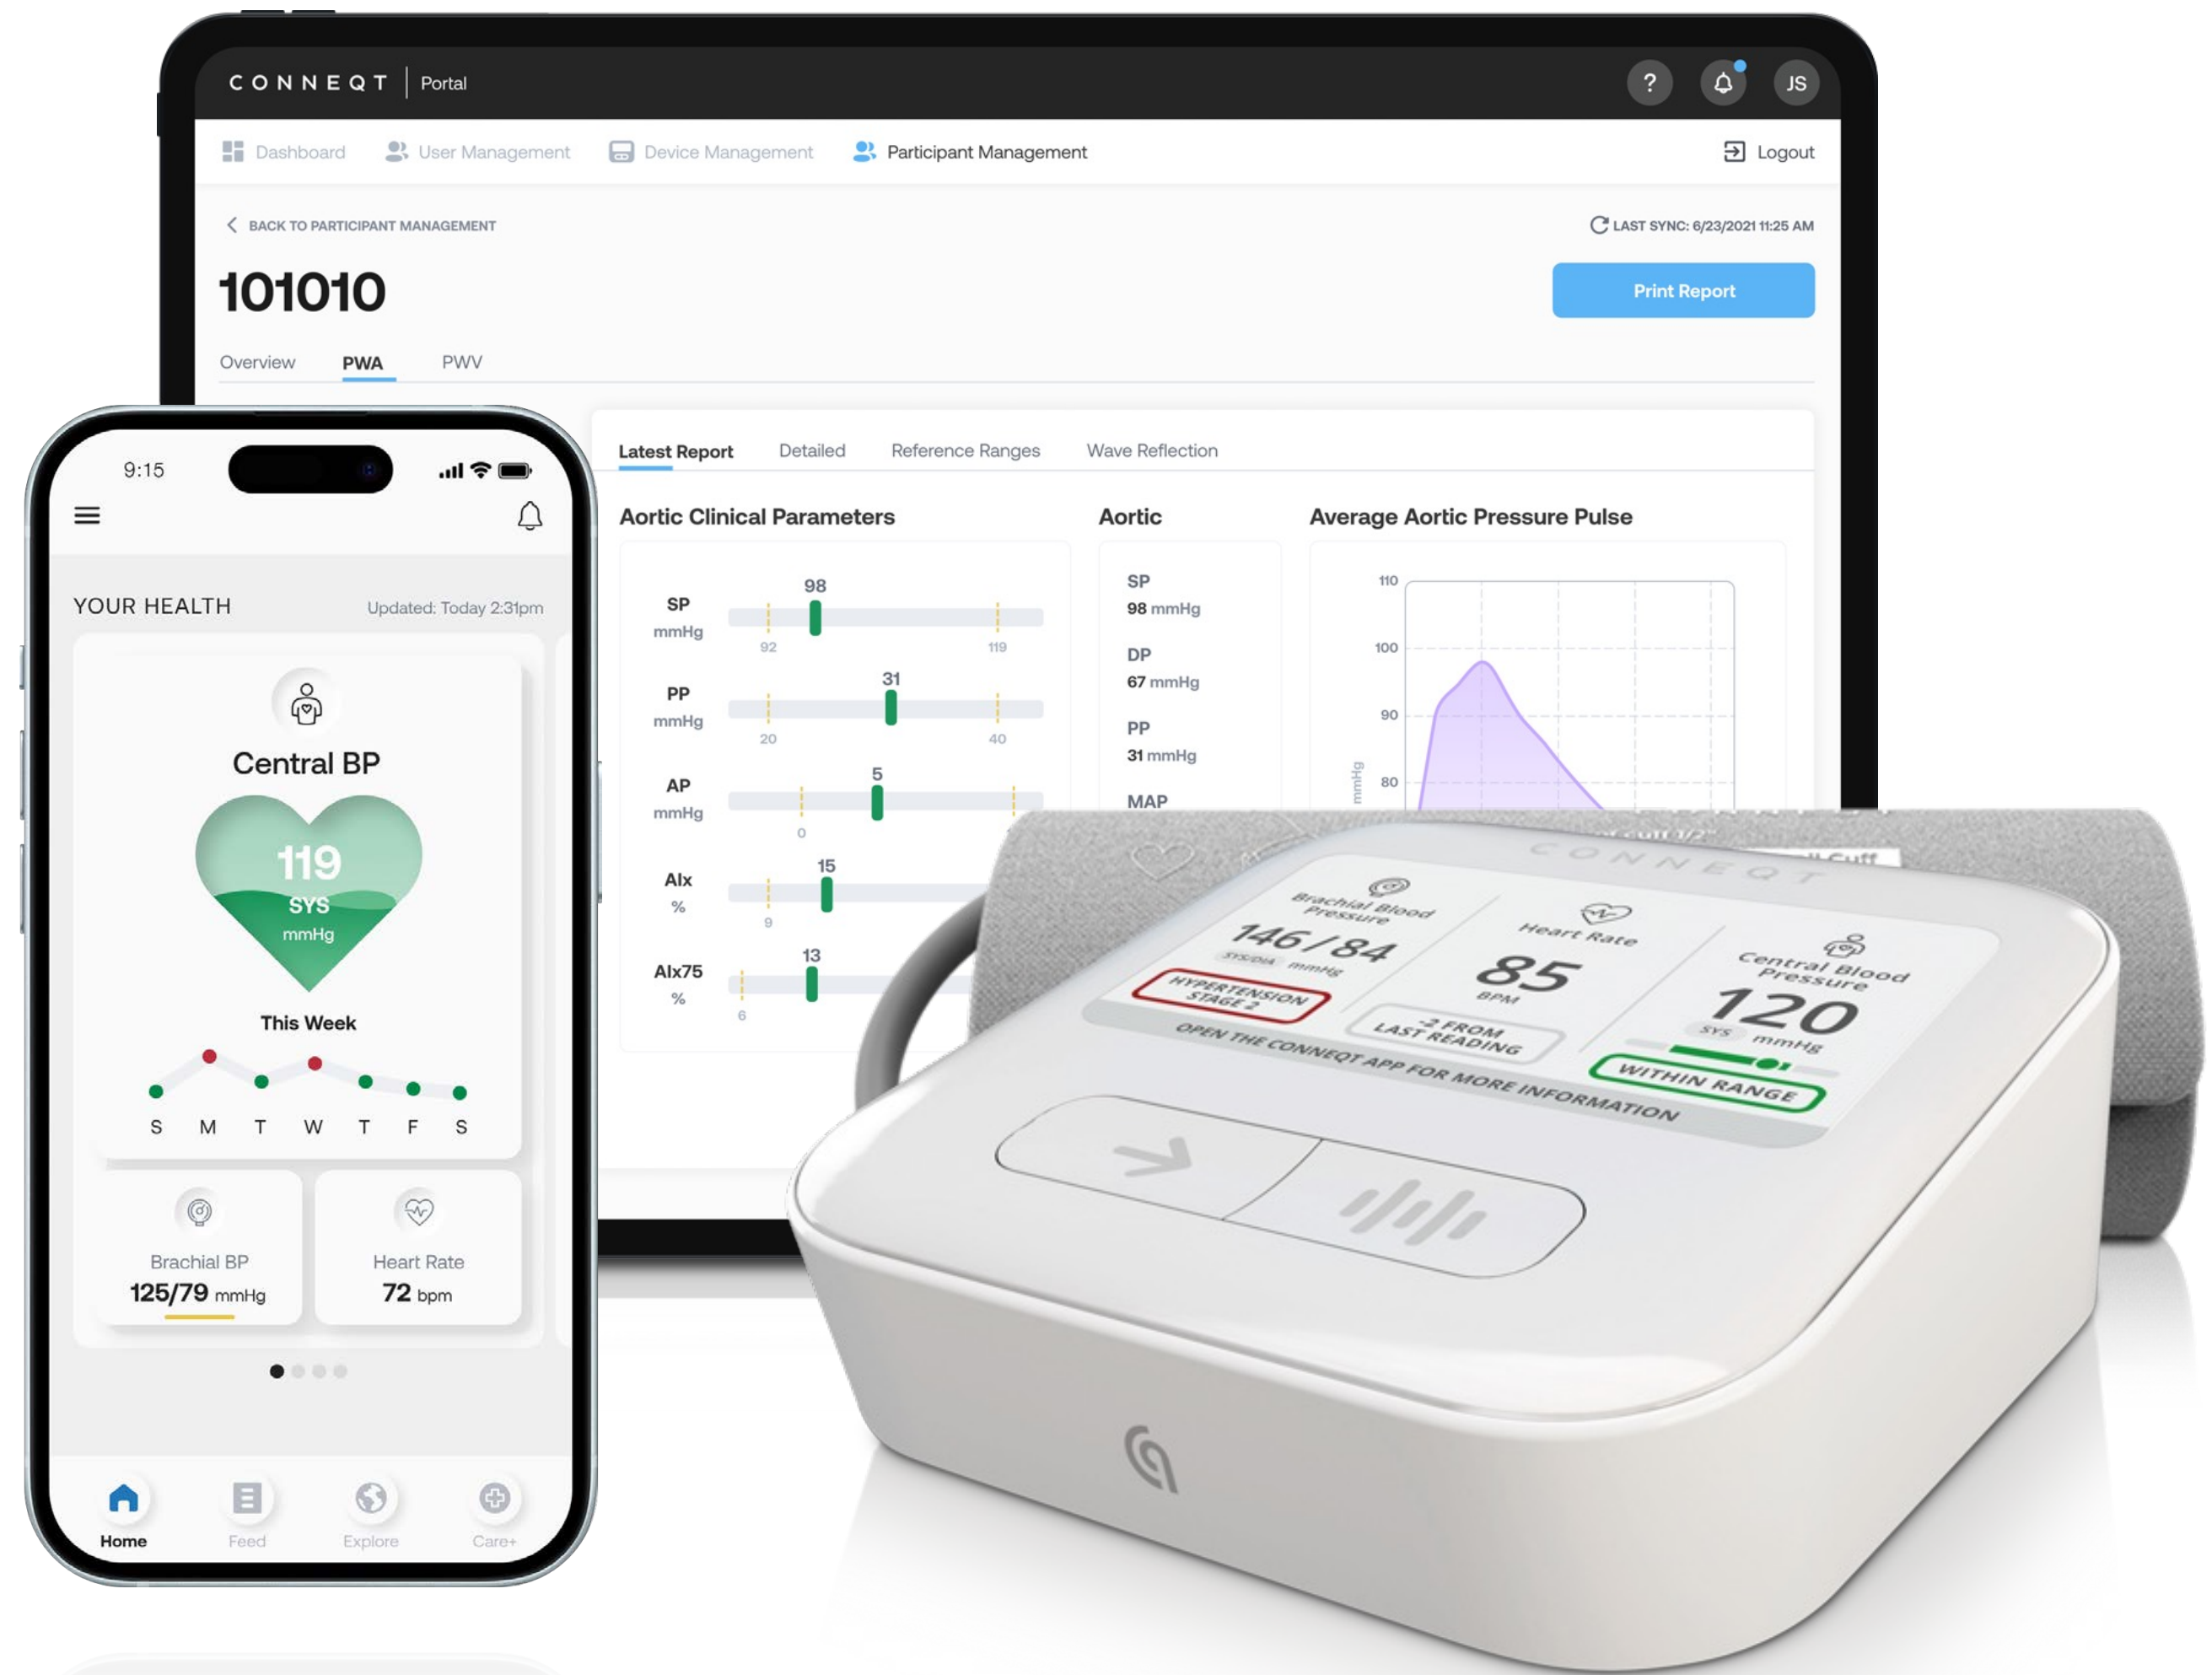 CONNEQT | Portal
?
JS
Dashboard
User Management
Device Management
Participant Management
Logout
BACK TO PARTICIPANT MANAGEMENT
LAST SYNC: 6/23/2021 11:25 AM
101010
Print Report
Overview
PWA
PWV
Latest Report
Detailed
Reference Ranges
Wave Reflection
Aortic Clinical Parameters
SP
mmHg
98
92
119
PP
mmHg
31
20
40
AP
mmHg
5
0
AIx
%
15
9
AIx75
%
13
6
Aortic
SP
98 mmHg
DP
67 mmHg
PP
31 mmHg
MAP
Average Aortic Pressure Pulse
110
100
90
80
mmHg
9:15
YOUR HEALTH
Updated: Today 2:31pm
Central BP
119
SYS
mmHg
This Week
S M T W T F S
Brachial BP
125/79 mmHg
Heart Rate
72 bpm
Home
Feed
Explore
Care+
of cuff 1/2"
Cuff
CONNEQT
Brachial Blood
Pressure
146/84
SYS/DIA mmHg
HYPERTENSION
STAGE 2
Heart Rate
85
BPM
-2 FROM
LAST READING
Central Blood
Pressure
120
SYS mmHg
WITHIN RANGE
OPEN THE CONNEQT APP FOR MORE INFORMATION